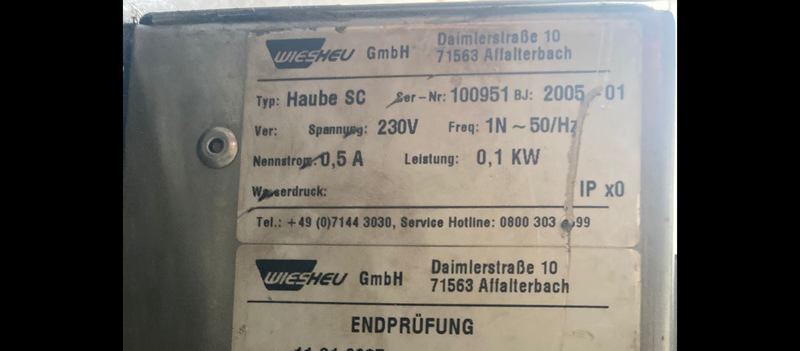 WIESHEU GmbH Daimlerstraße 10
71563 Affalterbach
Typ: Haube SC Ser-Nr: 100951 BJ: 2005 01
Ver: Spannung: 230V Freq: 1N ~ 50/Hz
Nennstrom: 0,5 A Leistung: 0,1 KW
Wasserdruck: IP x0
Tel.: +49 (0)7144 3030, Service Hotline: 0800 303 99
WIESHEU GmbH Daimlerstraße 10
71563 Affalterbach
ENDPRÜFUNG